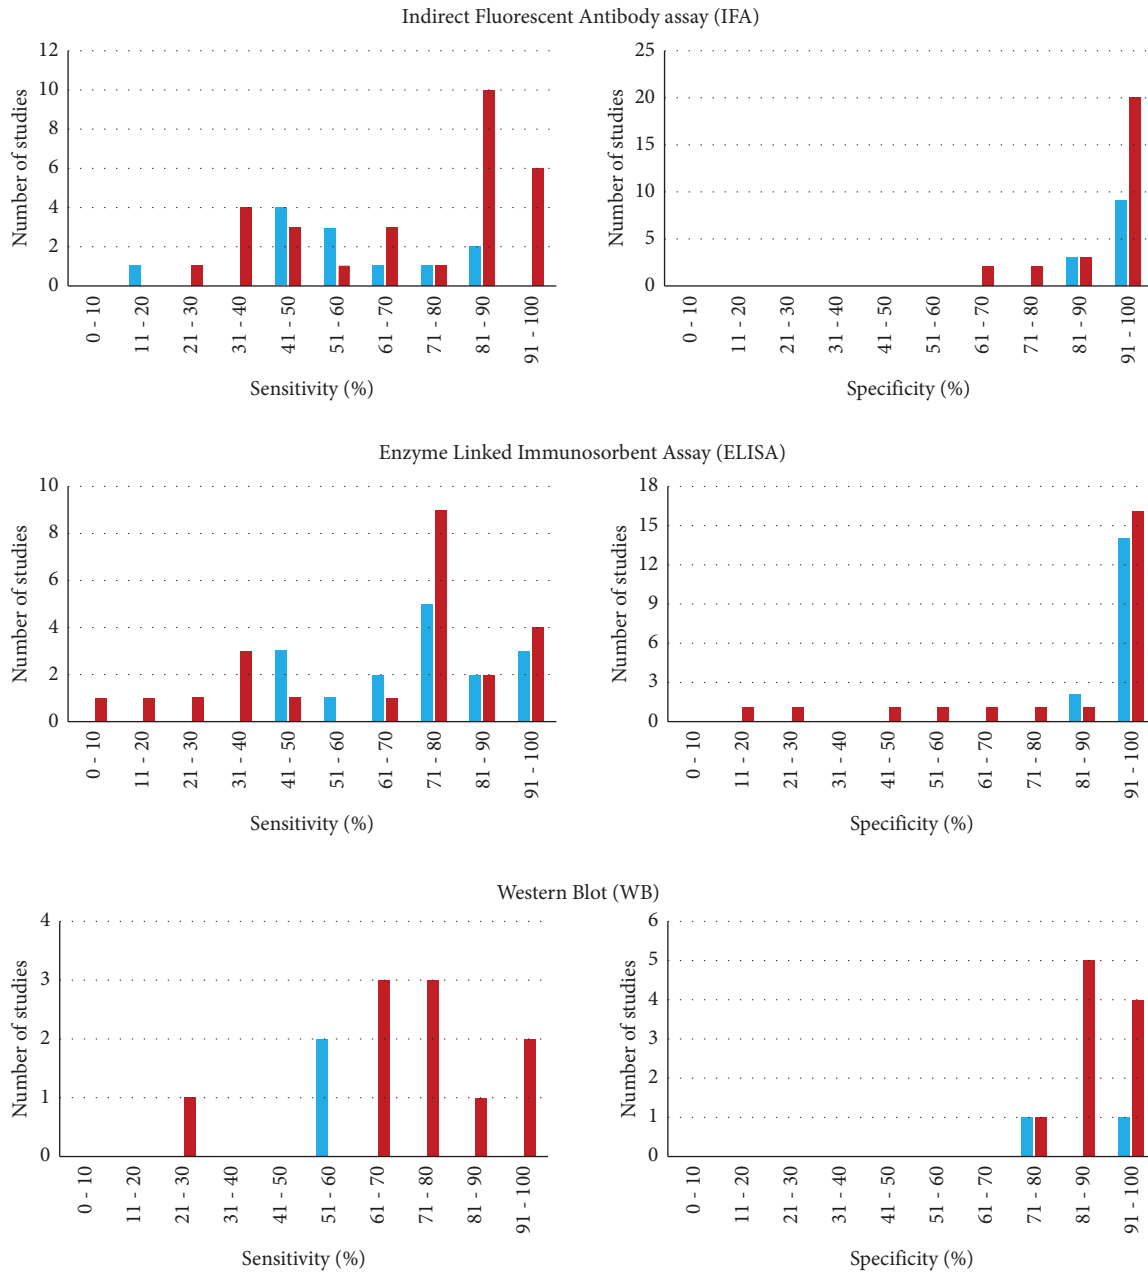 Indirect Fluorescent Antibody assay (IFA)
Number of studies
12
10
8
6
4
2
0
0 - 10
11 - 20
21 - 30
31 - 40
41 - 50
51 - 60
61 - 70
71 - 80
81 - 90
91 - 100
Sensitivity (%)
Number of studies
25
20
15
10
5
0
0 - 10
11 - 20
21 - 30
31 - 40
41 - 50
51 - 60
61 - 70
71 - 80
81 - 90
91 - 100
Specificity (%)
Enzyme Linked Immunosorbent Assay (ELISA)
Number of studies
10
8
6
4
2
0
0 - 10
11 - 20
21 - 30
31 - 40
41 - 50
51 - 60
61 - 70
71 - 80
81 - 90
91 - 100
Sensitivity (%)
Number of studies
18
15
12
9
6
3
0
0 - 10
11 - 20
21 - 30
31 - 40
41 - 50
51 - 60
61 - 70
71 - 80
81 - 90
91 - 100
Specificity (%)
Western Blot (WB)
Number of studies
4
3
2
1
0
0 - 10
11 - 20
21 - 30
31 - 40
41 - 50
51 - 60
61 - 70
71 - 80
81 - 90
91 - 100
Sensitivity (%)
Number of studies
6
5
4
3
2
1
0
0 - 10
11 - 20
21 - 30
31 - 40
41 - 50
51 - 60
61 - 70
71 - 80
81 - 90
91 - 100
Specificity (%)